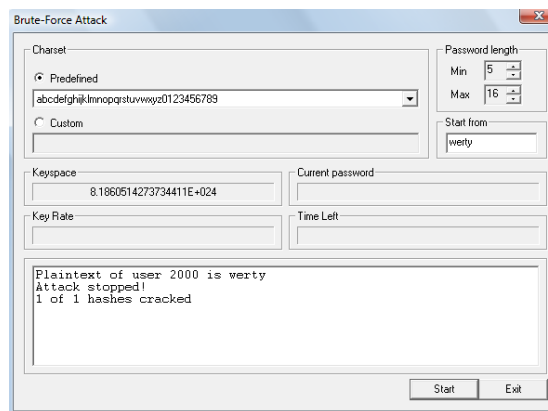 Brute-Force Attack
Charset
Predefined
abcdefghijklmnopqrstuvwxyz0123456789
Custom
Password length
Min 5
Max 16
Start from
werty
Keyspace
8.1860514273734411E+024
Current password
Key Rate
Time Left
Plaintext of user 2000 is werty
Attack stopped!
1 of 1 hashes cracked
Start
Exit